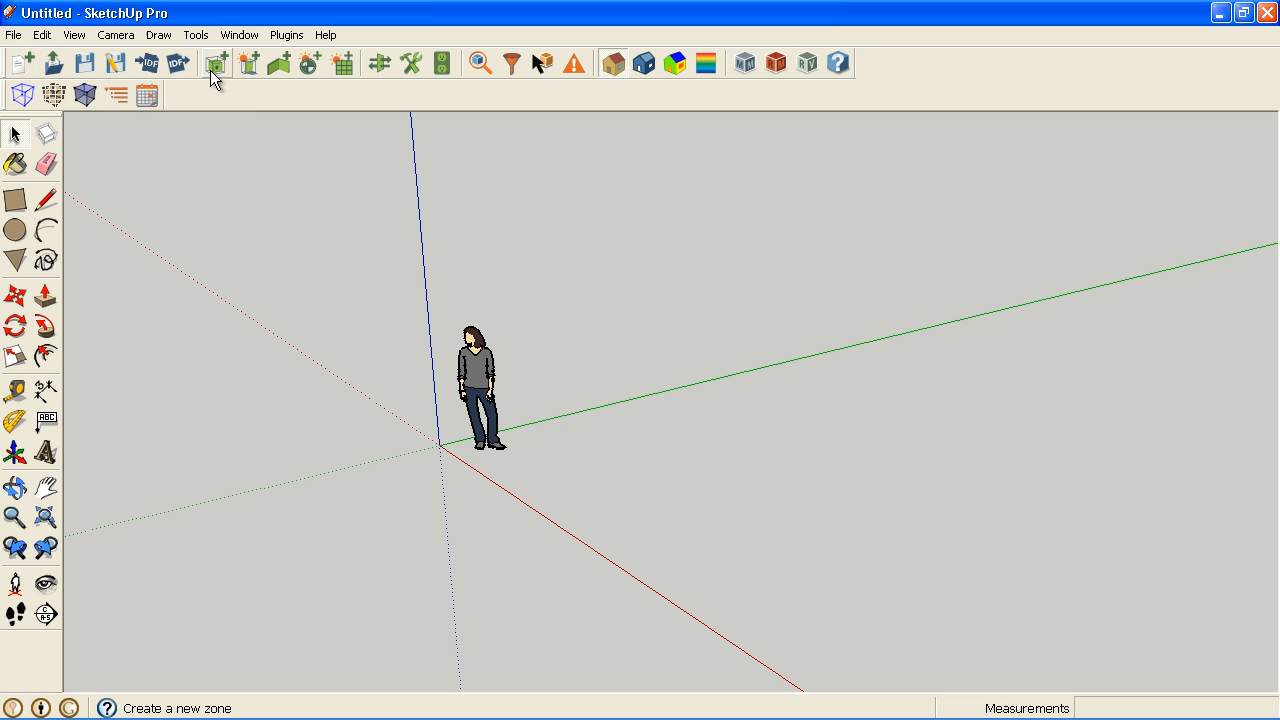 Untitled - SketchUp Pro
File Edit View Camera Draw Tools Window Plugins Help
IDF IDF
ABC
Create a new zone
Measurements